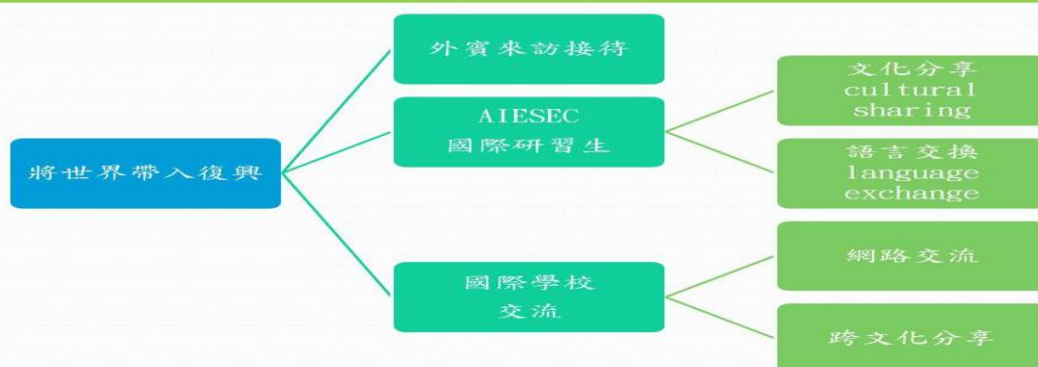 將世界帶入復興
外賓來訪接待
AIESEC
國際研習生
文化分享
cultural
sharing
語言交換
language
exchange
國際學校
交流
網路交流
跨文化分享